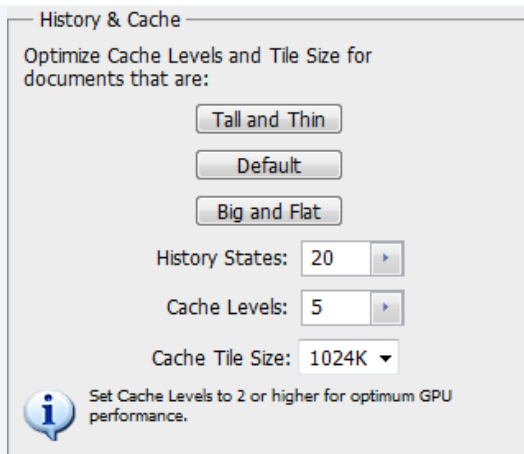 History & Cache
Optimize Cache Levels and Tile Size for
documents that are:
Tall and Thin
Default
Big and Flat
History States: 20
Cache Levels: 5
Cache Tile Size: 1024K
Set Cache Levels to 2 or higher for optimum GPU
performance.